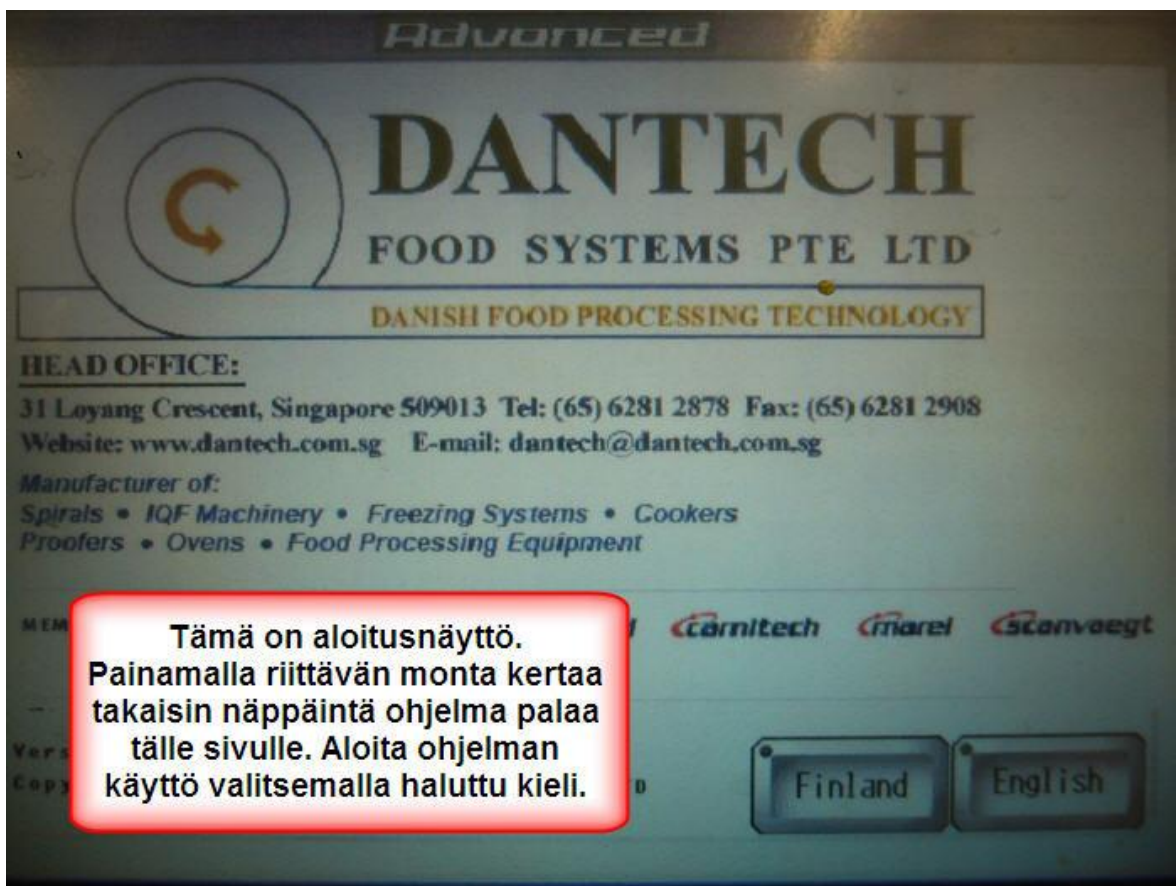 Advanced
DANTECH
FOOD SYSTEMS PTE LTD
DANISH FOOD PROCESSING TECHNOLOGY
HEAD OFFICE:
31 Loyang Crescent, Singapore 509013 Tel: (65) 6281 2878 Fax: (65) 6281 2908
Website: www.dantech.com.sg E-mail: dantech@dantech.com.sg
Manufacturer of:
Spirals • IQF Machinery • Freezing Systems • Cookers
Proofers • Ovens • Food Processing Equipment
carnitech marel scanvaegt
Tämä on aloitusnäyttö.
Painamalla riittävän monta kertaa
takaisin näppäintä ohjelma palaa
tälle sivulle. Aloita ohjelman
käyttö valitsemalla haluttu kieli.
Finland English